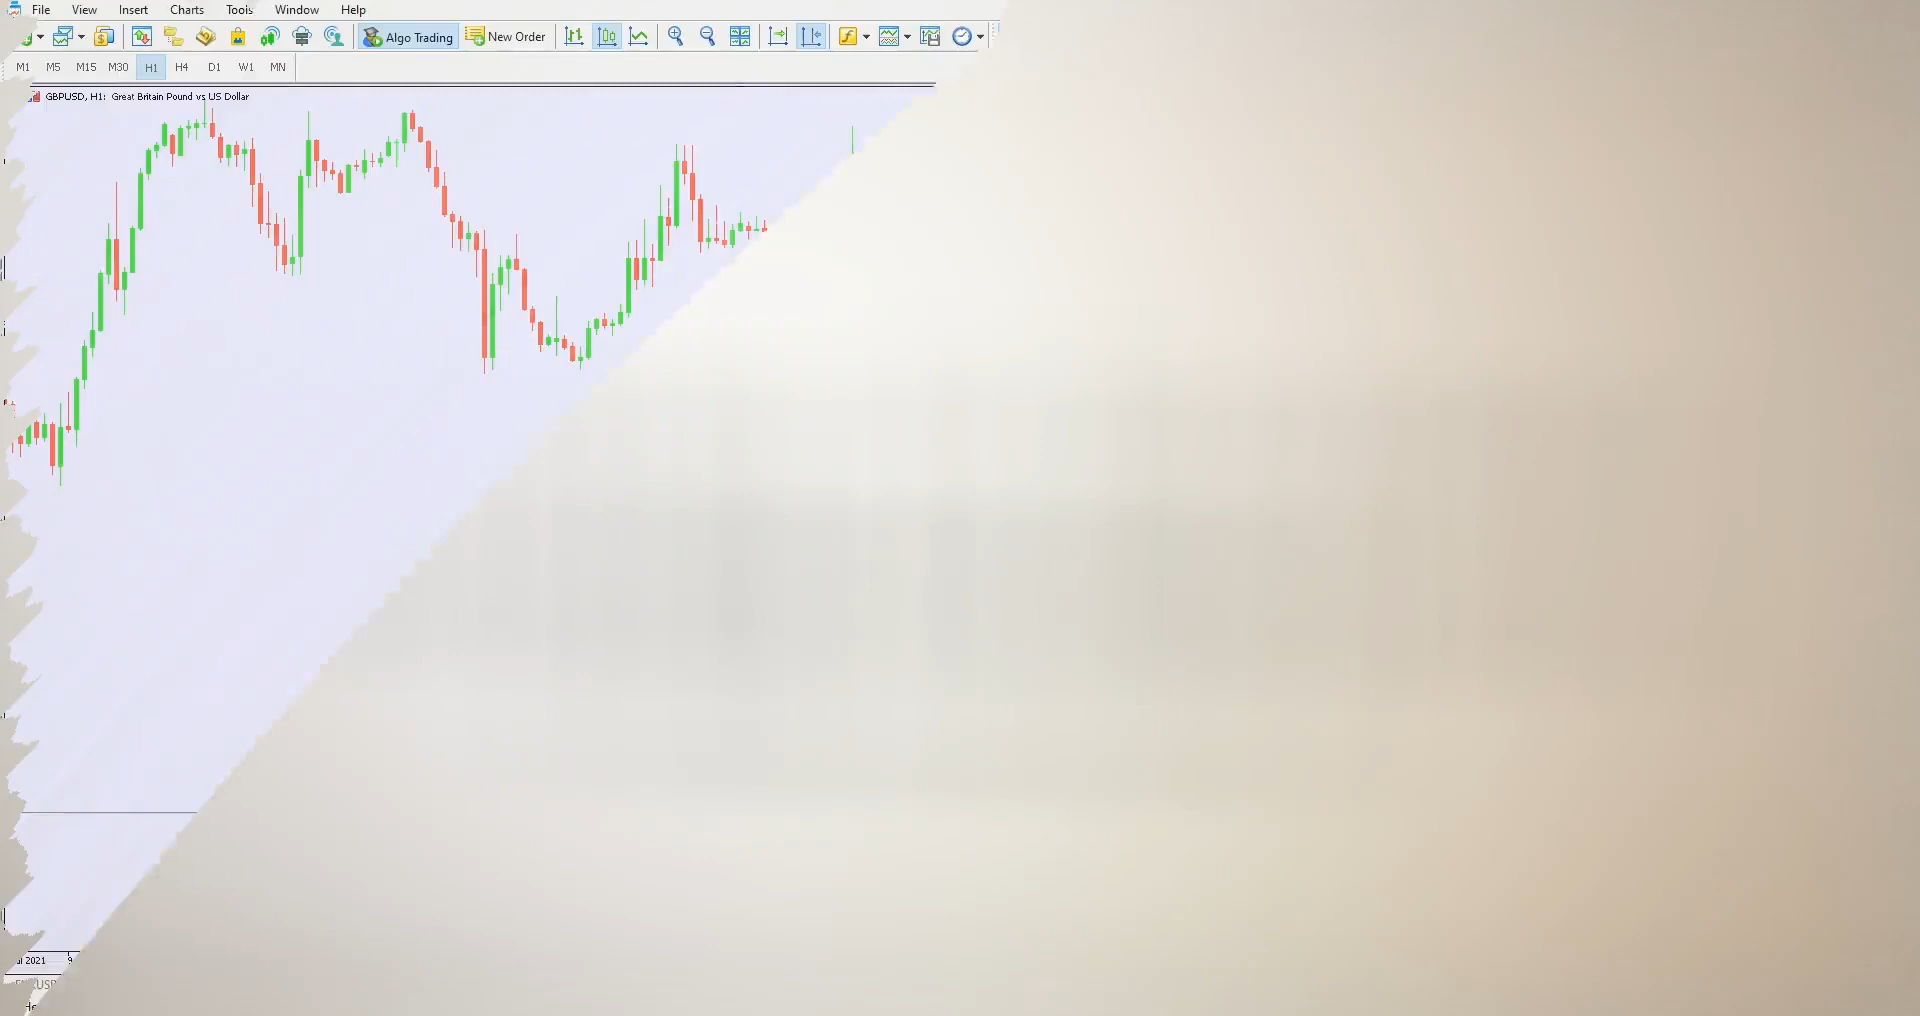 File View Insert Charts Tools Window Help
Algo Trading New Order
M1 M5 M15 M30 H1 H4 D1 W1 MN
GBPUSD, H1: Great Britain Pound vs US Dollar
2021 9